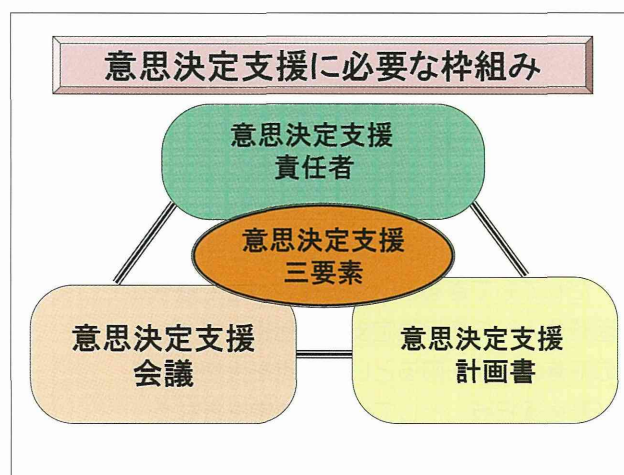 意思決定支援に必要な枠組み
意思決定支援
責任者
意思決定支援
三要素
意思決定支援
会議
意思決定支援
計画書